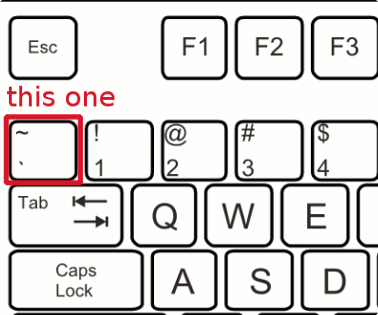 Esc F1 F2 F3
this one
~ ! @ # $
` 1 2 3 4
Tab Q W E
Caps Lock A S D